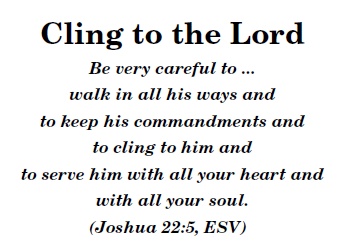 Cling to the Lord
Be very careful to ...
walk in all his ways and
to keep his commandments and
to cling to him and
to serve him with all your heart and
with all your soul.
(Joshua 22:5, ESV)